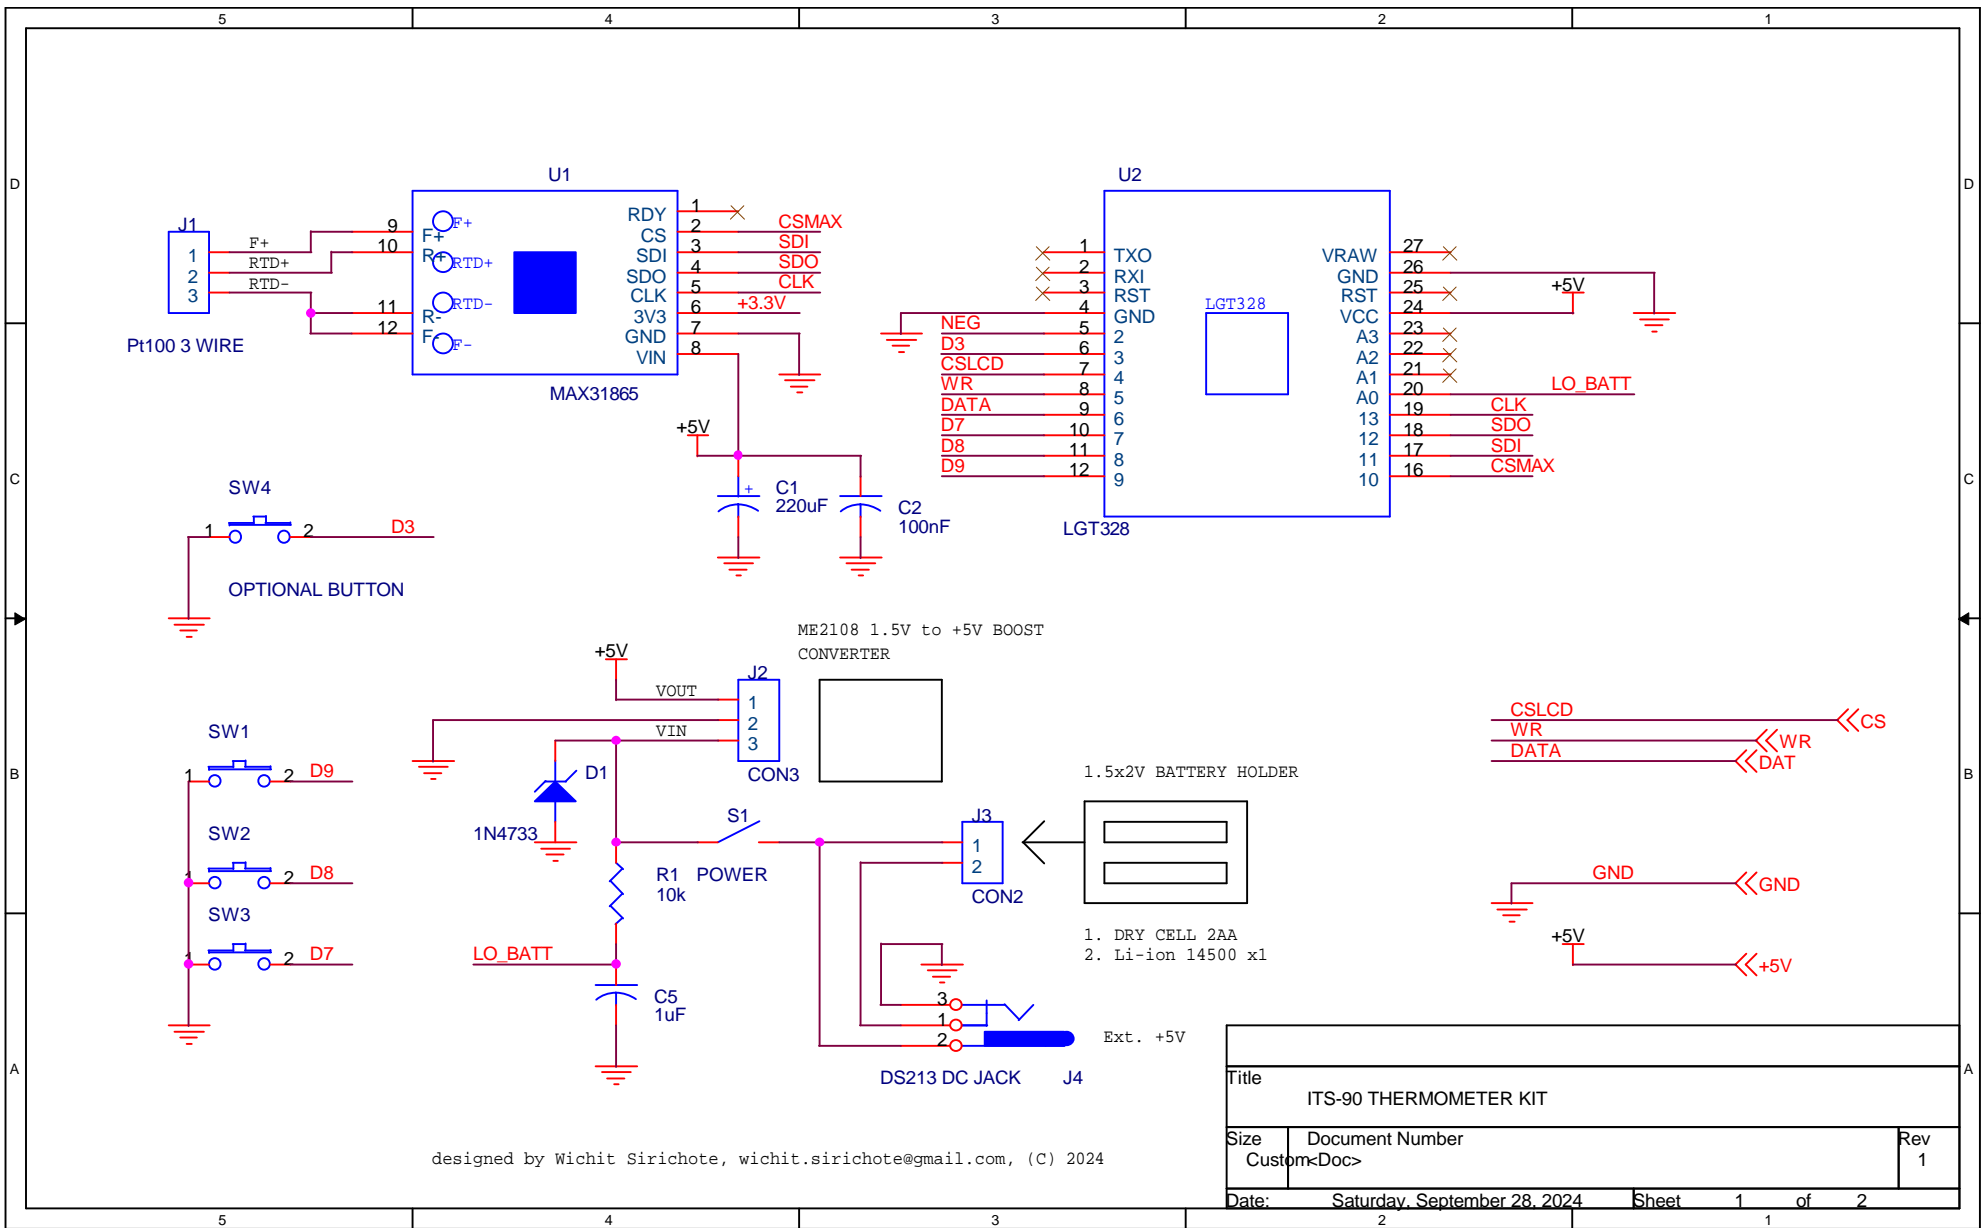 5 4 3 2 1
D D
C C
B B
A A
U1
J1
1
2
3
F+
RTD+
RTD-
Pt100 3 WIRE
9
10
11
12
F+
R+
R-
F-
F+
RTD+
RTD-
F-
RDY
CS
SDI
SDO
CLK
3V3
GND
VIN
1
2
3
4
5
6
7
8
CSMAX
SDI
SDO
CLK
+3.3V
MAX31865
+5V
C1
220uF
+
C2
100nF
U2
LGT328
1
2
3
4
5
6
7
8
9
10
11
12
NEG
D3
CSLCD
WR
DATA
D7
D8
D9
TXO
RXI
RST
GND
2
3
4
5
6
7
8
9
VRAW
GND
RST
VCC
A3
A2
A1
A0
13
12
11
10
27
26
25
24
23
22
21
20
19
18
17
16
+5V
LO_BATT
CLK
SDO
SDI
CSMAX
LGT328
SW4
1 2 D3
OPTIONAL BUTTON
ME2108 1.5V to +5V BOOST
CONVERTER
+5V
VOUT
VIN
J2
1
2
3
CON3
D1
1N4733
S1
POWER
R1
10k
LO_BATT
C5
1uF
SW1
1 2 D9
SW2
1 2 D8
SW3
1 2 D7
J3
1
2
CON2
1.5x2V BATTERY HOLDER
1. DRY CELL 2AA
2. Li-ion 14500 x1
3
1
2
Ext. +5V
DS213 DC JACK J4
CSLCD CS
WR WR
DATA DAT
GND GND
+5V +5V
designed by Wichit Sirichote, wichit.sirichote@gmail.com, (C) 2024
Title
ITS-90 THERMOMETER KIT
Size Document Number Rev
Custom <Doc> 1
Date: Saturday, September 28, 2024 Sheet 1 of 2
5 4 3 2 1